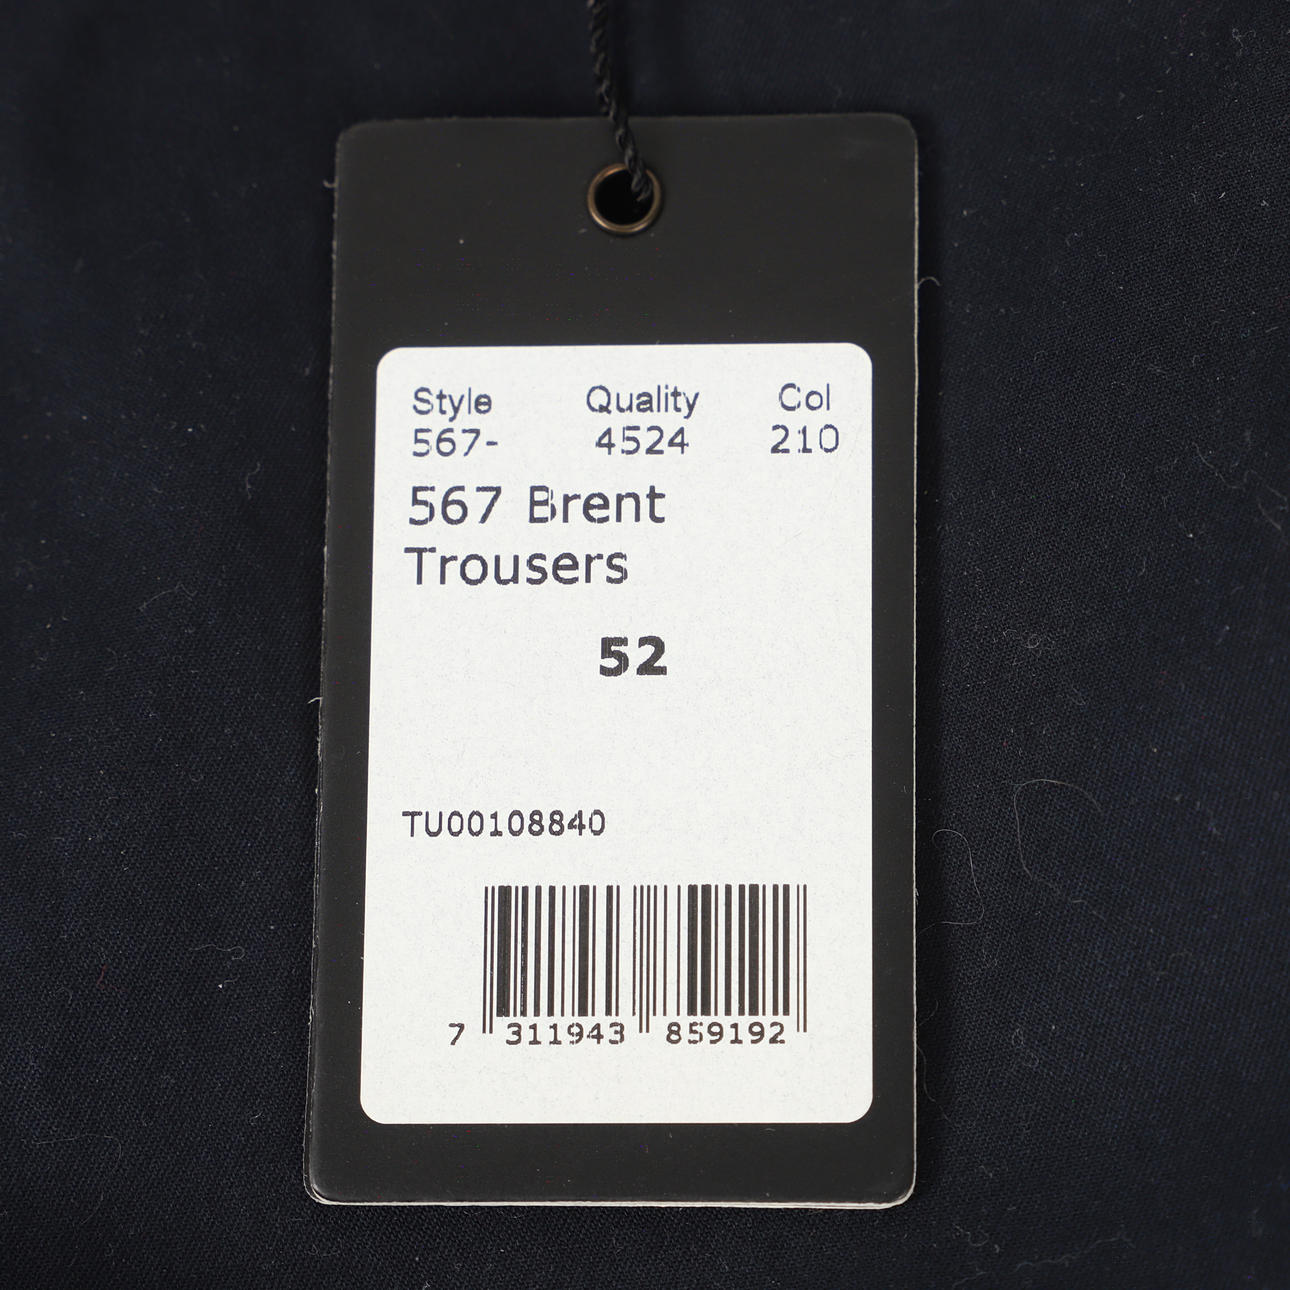 Style Quality Col
567- 4524 210
567 Brent
Trousers
52
TU00108840
7 311943 859192